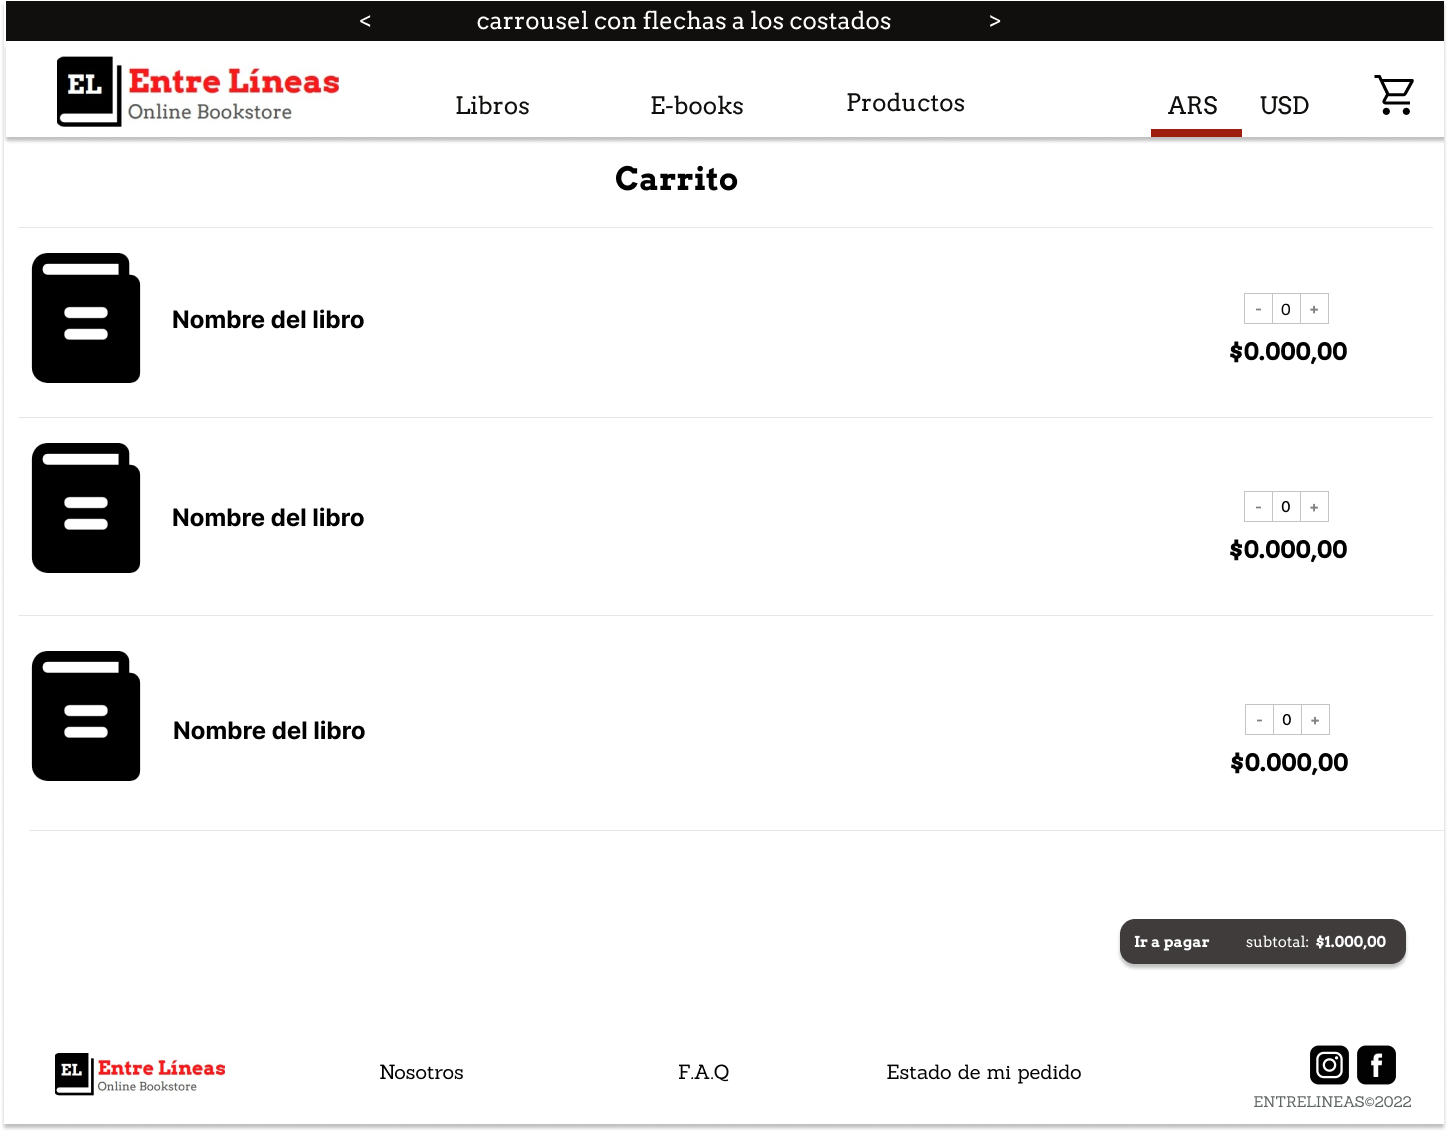 < carrousel con flechas a los costados >
EL Entre Líneas
Online Bookstore
Libros E-books Productos ARS USD
Carrito
Nombre del libro
- 0 +
$0.000,00
Nombre del libro
- 0 +
$0.000,00
Nombre del libro
- 0 +
$0.000,00
Ir a pagar subtotal: $1.000,00
EL Entre Líneas
Online Bookstore
Nosotros F.A.Q Estado de mi pedido
ENTRELINEAS©2022